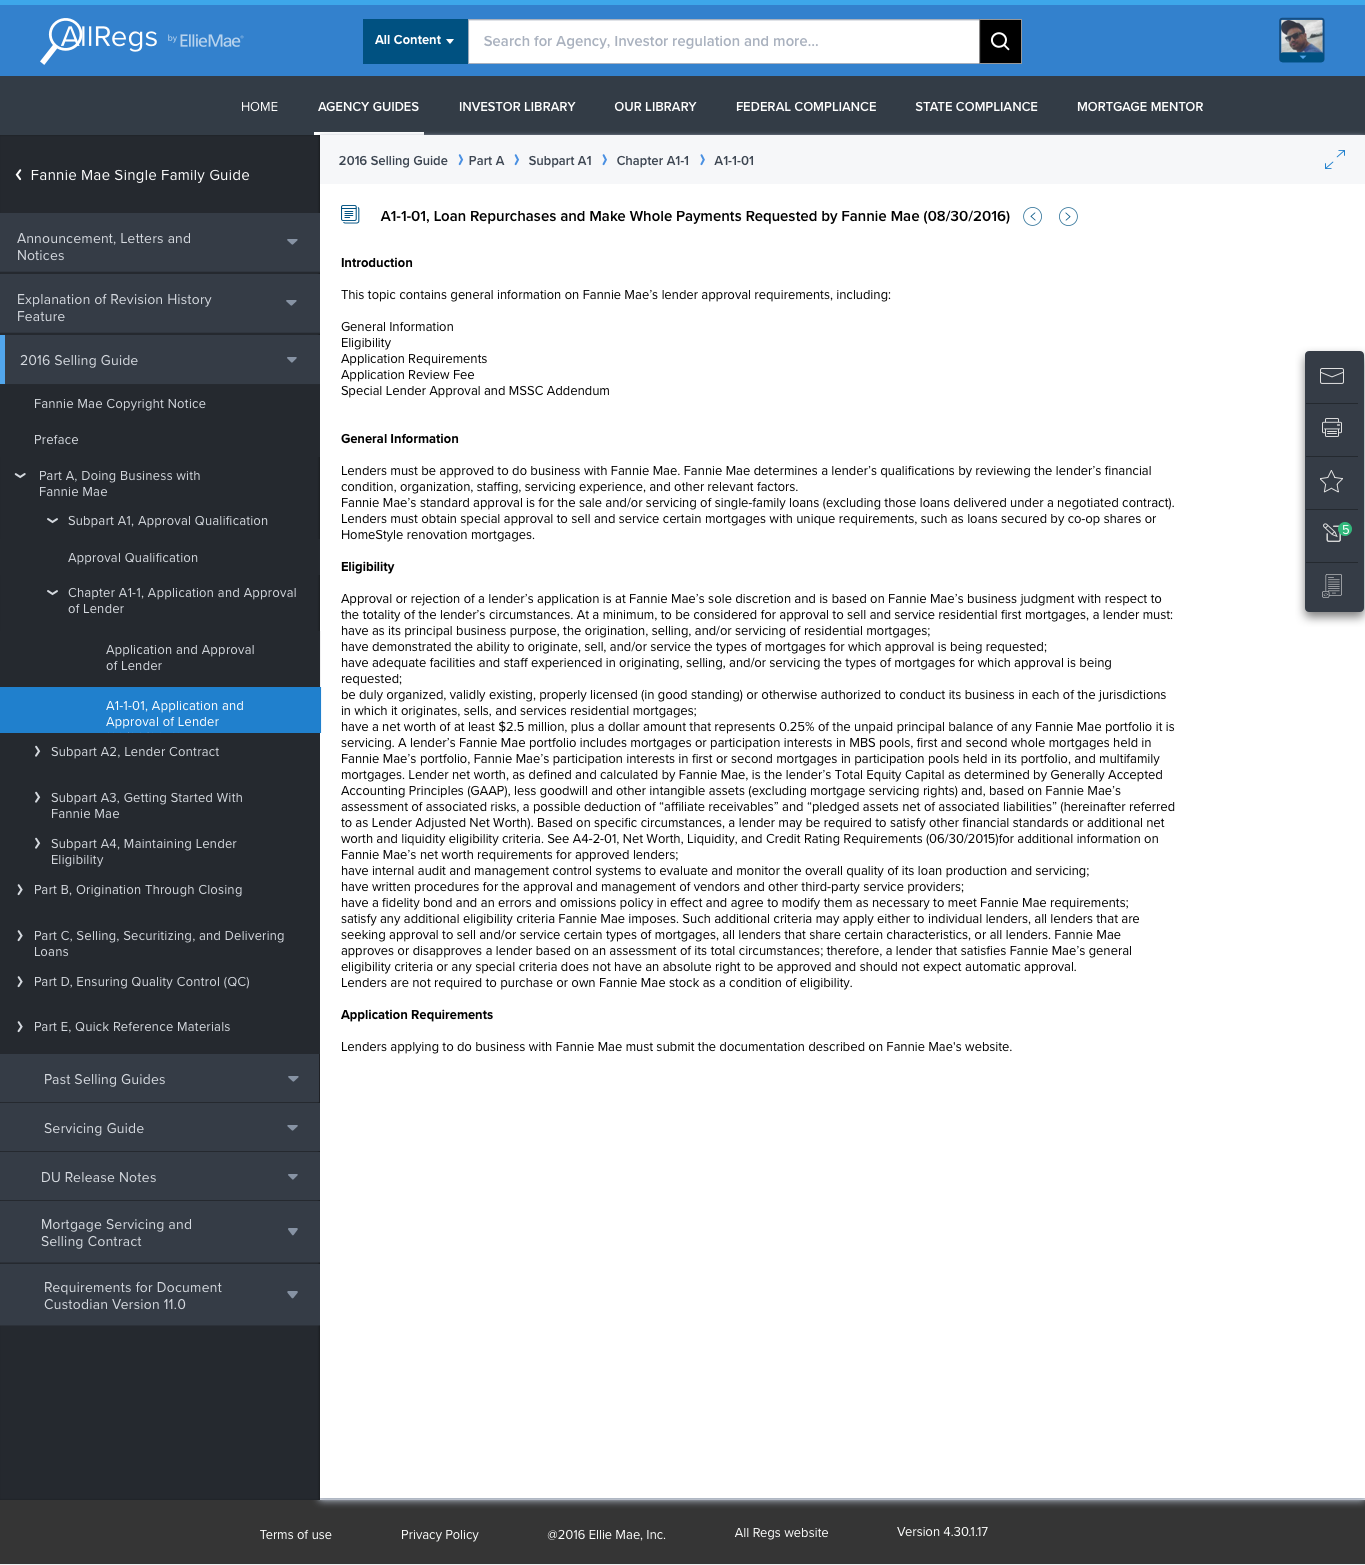 AllRegs by EllieMae®
All Content
Search for Agency, Investor regulation and more...
HOME AGENCY GUIDES INVESTOR LIBRARY OUR LIBRARY FEDERAL COMPLIANCE STATE COMPLIANCE MORTGAGE MENTOR
Fannie Mae Single Family Guide
Announcement, Letters and
Notices
Explanation of Revision History
Feature
2016 Selling Guide
Fannie Mae Copyright Notice
Preface
Part A, Doing Business with
Fannie Mae
Subpart A1, Approval Qualification
Approval Qualification
Chapter A1-1, Application and Approval
of Lender
Application and Approval
of Lender
A1-1-01, Application and
Approval of Lender
Subpart A2, Lender Contract
Subpart A3, Getting Started With
Fannie Mae
Subpart A4, Maintaining Lender
Eligibility
Part B, Origination Through Closing
Part C, Selling, Securitizing, and Delivering
Loans
Part D, Ensuring Quality Control (QC)
Part E, Quick Reference Materials
Past Selling Guides
Servicing Guide
DU Release Notes
Mortgage Servicing and
Selling Contract
Requirements for Document
Custodian Version 11.0
2016 Selling Guide ❯ Part A ❯ Subpart A1 ❯ Chapter A1-1 ❯ A1-1-01
A1-1-01, Loan Repurchases and Make Whole Payments Requested by Fannie Mae (08/30/2016)
Introduction
This topic contains general information on Fannie Mae’s lender approval requirements, including:
General Information
Eligibility
Application Requirements
Application Review Fee
Special Lender Approval and MSSC Addendum
General Information
Lenders must be approved to do business with Fannie Mae. Fannie Mae determines a lender’s qualifications by reviewing the lender’s financial
condition, organization, staffing, servicing experience, and other relevant factors.
Fannie Mae’s standard approval is for the sale and/or servicing of single-family loans (excluding those loans delivered under a negotiated contract).
Lenders must obtain special approval to sell and service certain mortgages with unique requirements, such as loans secured by co-op shares or
HomeStyle renovation mortgages.
Eligibility
Approval or rejection of a lender’s application is at Fannie Mae’s sole discretion and is based on Fannie Mae’s business judgment with respect to
the totality of the lender’s circumstances. At a minimum, to be considered for approval to sell and service residential first mortgages, a lender must:
have as its principal business purpose, the origination, selling, and/or servicing of residential mortgages;
have demonstrated the ability to originate, sell, and/or service the types of mortgages for which approval is being requested;
have adequate facilities and staff experienced in originating, selling, and/or servicing the types of mortgages for which approval is being
requested;
be duly organized, validly existing, properly licensed (in good standing) or otherwise authorized to conduct its business in each of the jurisdictions
in which it originates, sells, and services residential mortgages;
have a net worth of at least $2.5 million, plus a dollar amount that represents 0.25% of the unpaid principal balance of any Fannie Mae portfolio it is
servicing. A lender’s Fannie Mae portfolio includes mortgages or participation interests in MBS pools, first and second whole mortgages held in
Fannie Mae’s portfolio, Fannie Mae’s participation interests in first or second mortgages in participation pools held in its portfolio, and multifamily
mortgages. Lender net worth, as defined and calculated by Fannie Mae, is the lender’s Total Equity Capital as determined by Generally Accepted
Accounting Principles (GAAP), less goodwill and other intangible assets (excluding mortgage servicing rights) and, based on Fannie Mae’s
assessment of associated risks, a possible deduction of “affiliate receivables” and “pledged assets net of associated liabilities” (hereinafter referred
to as Lender Adjusted Net Worth). Based on specific circumstances, a lender may be required to satisfy other financial standards or additional net
worth and liquidity eligibility criteria. See A4-2-01, Net Worth, Liquidity, and Credit Rating Requirements (06/30/2015)for additional information on
Fannie Mae’s net worth requirements for approved lenders;
have internal audit and management control systems to evaluate and monitor the overall quality of its loan production and servicing;
have written procedures for the approval and management of vendors and other third-party service providers;
have a fidelity bond and an errors and omissions policy in effect and agree to modify them as necessary to meet Fannie Mae requirements;
satisfy any additional eligibility criteria Fannie Mae imposes. Such additional criteria may apply either to individual lenders, all lenders that are
seeking approval to sell and/or service certain types of mortgages, all lenders that share certain characteristics, or all lenders. Fannie Mae
approves or disapproves a lender based on an assessment of its total circumstances; therefore, a lender that satisfies Fannie Mae’s general
eligibility criteria or any special criteria does not have an absolute right to be approved and should not expect automatic approval.
Lenders are not required to purchase or own Fannie Mae stock as a condition of eligibility.
Application Requirements
Lenders applying to do business with Fannie Mae must submit the documentation described on Fannie Mae's website.
5
Terms of use Privacy Policy @2016 Ellie Mae, Inc. All Regs website Version 4.30.1.17